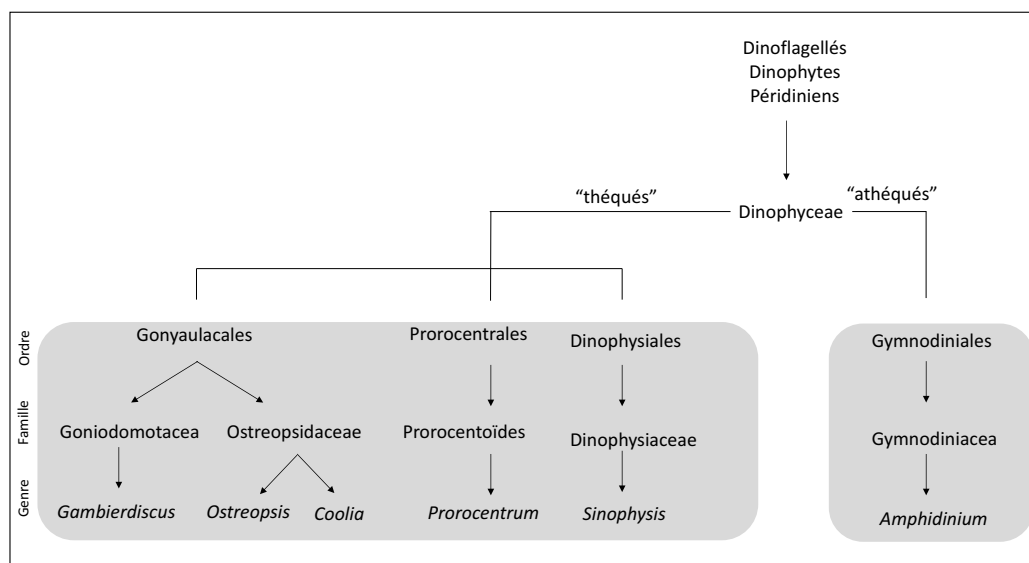 Dinoflagellés
Dinophytes
Péridiniens
“théqués”
“athéqués”
Dinophyceae
Ordre
Gonyaulacales
Prorocentrales
Dinophysiales
Gymnodiniales
Famille
Goniodomotacea
Ostreopsidaceae
Prorocentoïdes
Dinophysiaceae
Gymnodiniacea
Genre
Gambierdiscus
Ostreopsis
Coolia
Prorocentrum
Sinophysis
Amphidinium